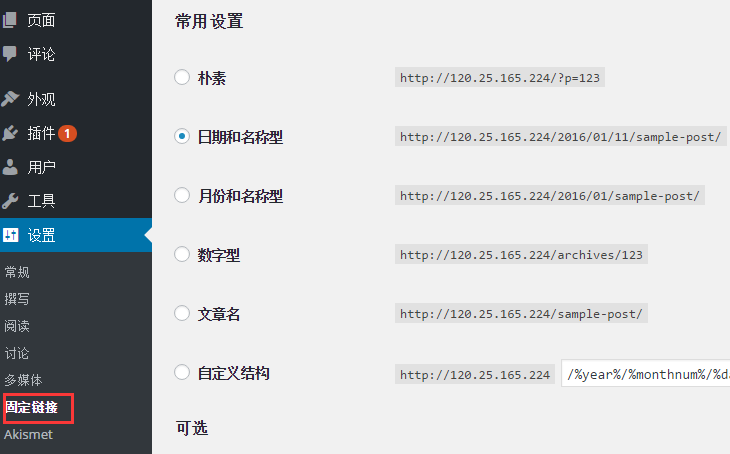 页面
评论
外观
插件 1
用户
工具
设置
常规
撰写
阅读
讨论
多媒体
固定链接
Akismet
常用设置
朴素 http://120.25.165.224/?p=123
日期和名称型 http://120.25.165.224/2016/01/11/sample-post/
月份和名称型 http://120.25.165.224/2016/01/sample-post/
数字型 http://120.25.165.224/archives/123
文章名 http://120.25.165.224/sample-post/
自定义结构 http://120.25.165.224 /%year%/%monthnum%/%d
可选